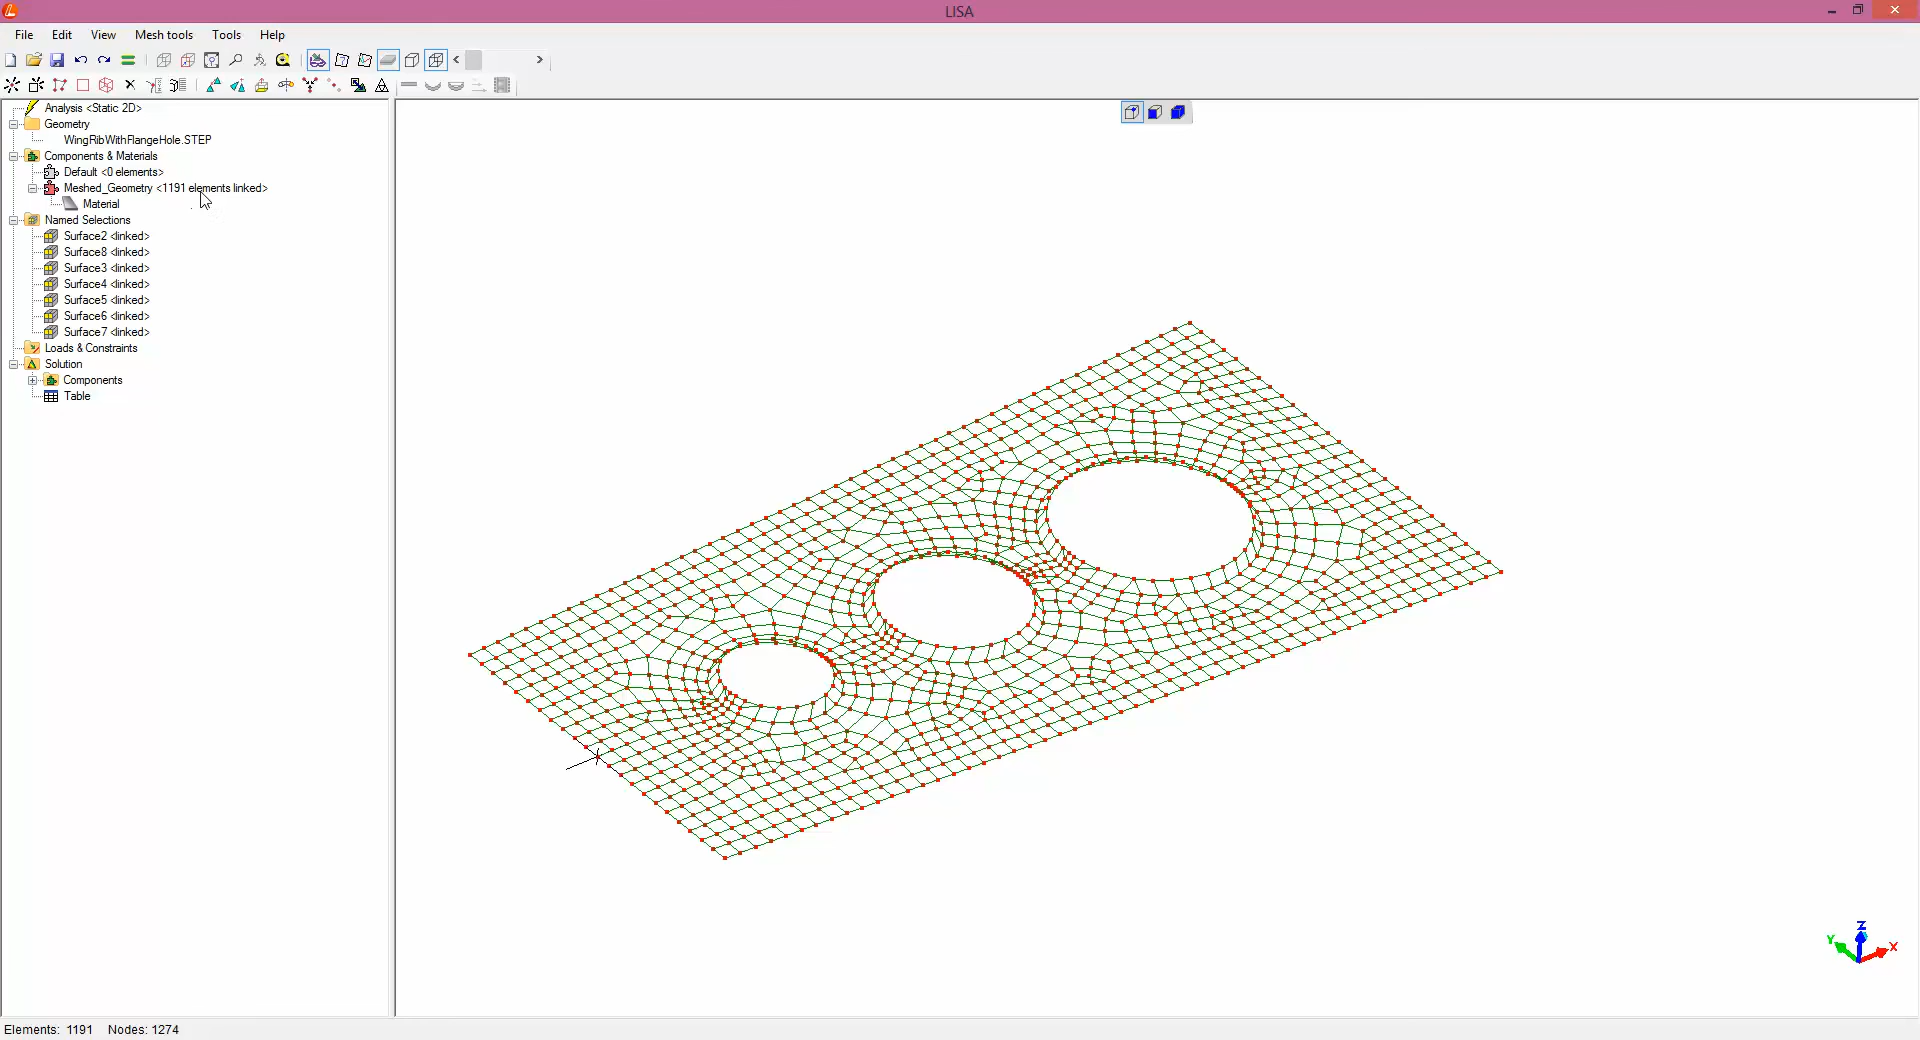 LISA
File Edit View Mesh tools Tools Help
Analysis <Static 2D>
Geometry
WingRibWithFlangeHole.STEP
Components & Materials
Default <0 elements>
Meshed_Geometry <1191 elements linked>
Material
Named Selections
Surface2 <linked>
Surface8 <linked>
Surface3 <linked>
Surface4 <linked>
Surface5 <linked>
Surface6 <linked>
Surface7 <linked>
Loads & Constraints
Solution
Components
Table
Z
Y
X
Elements: 1191 Nodes: 1274